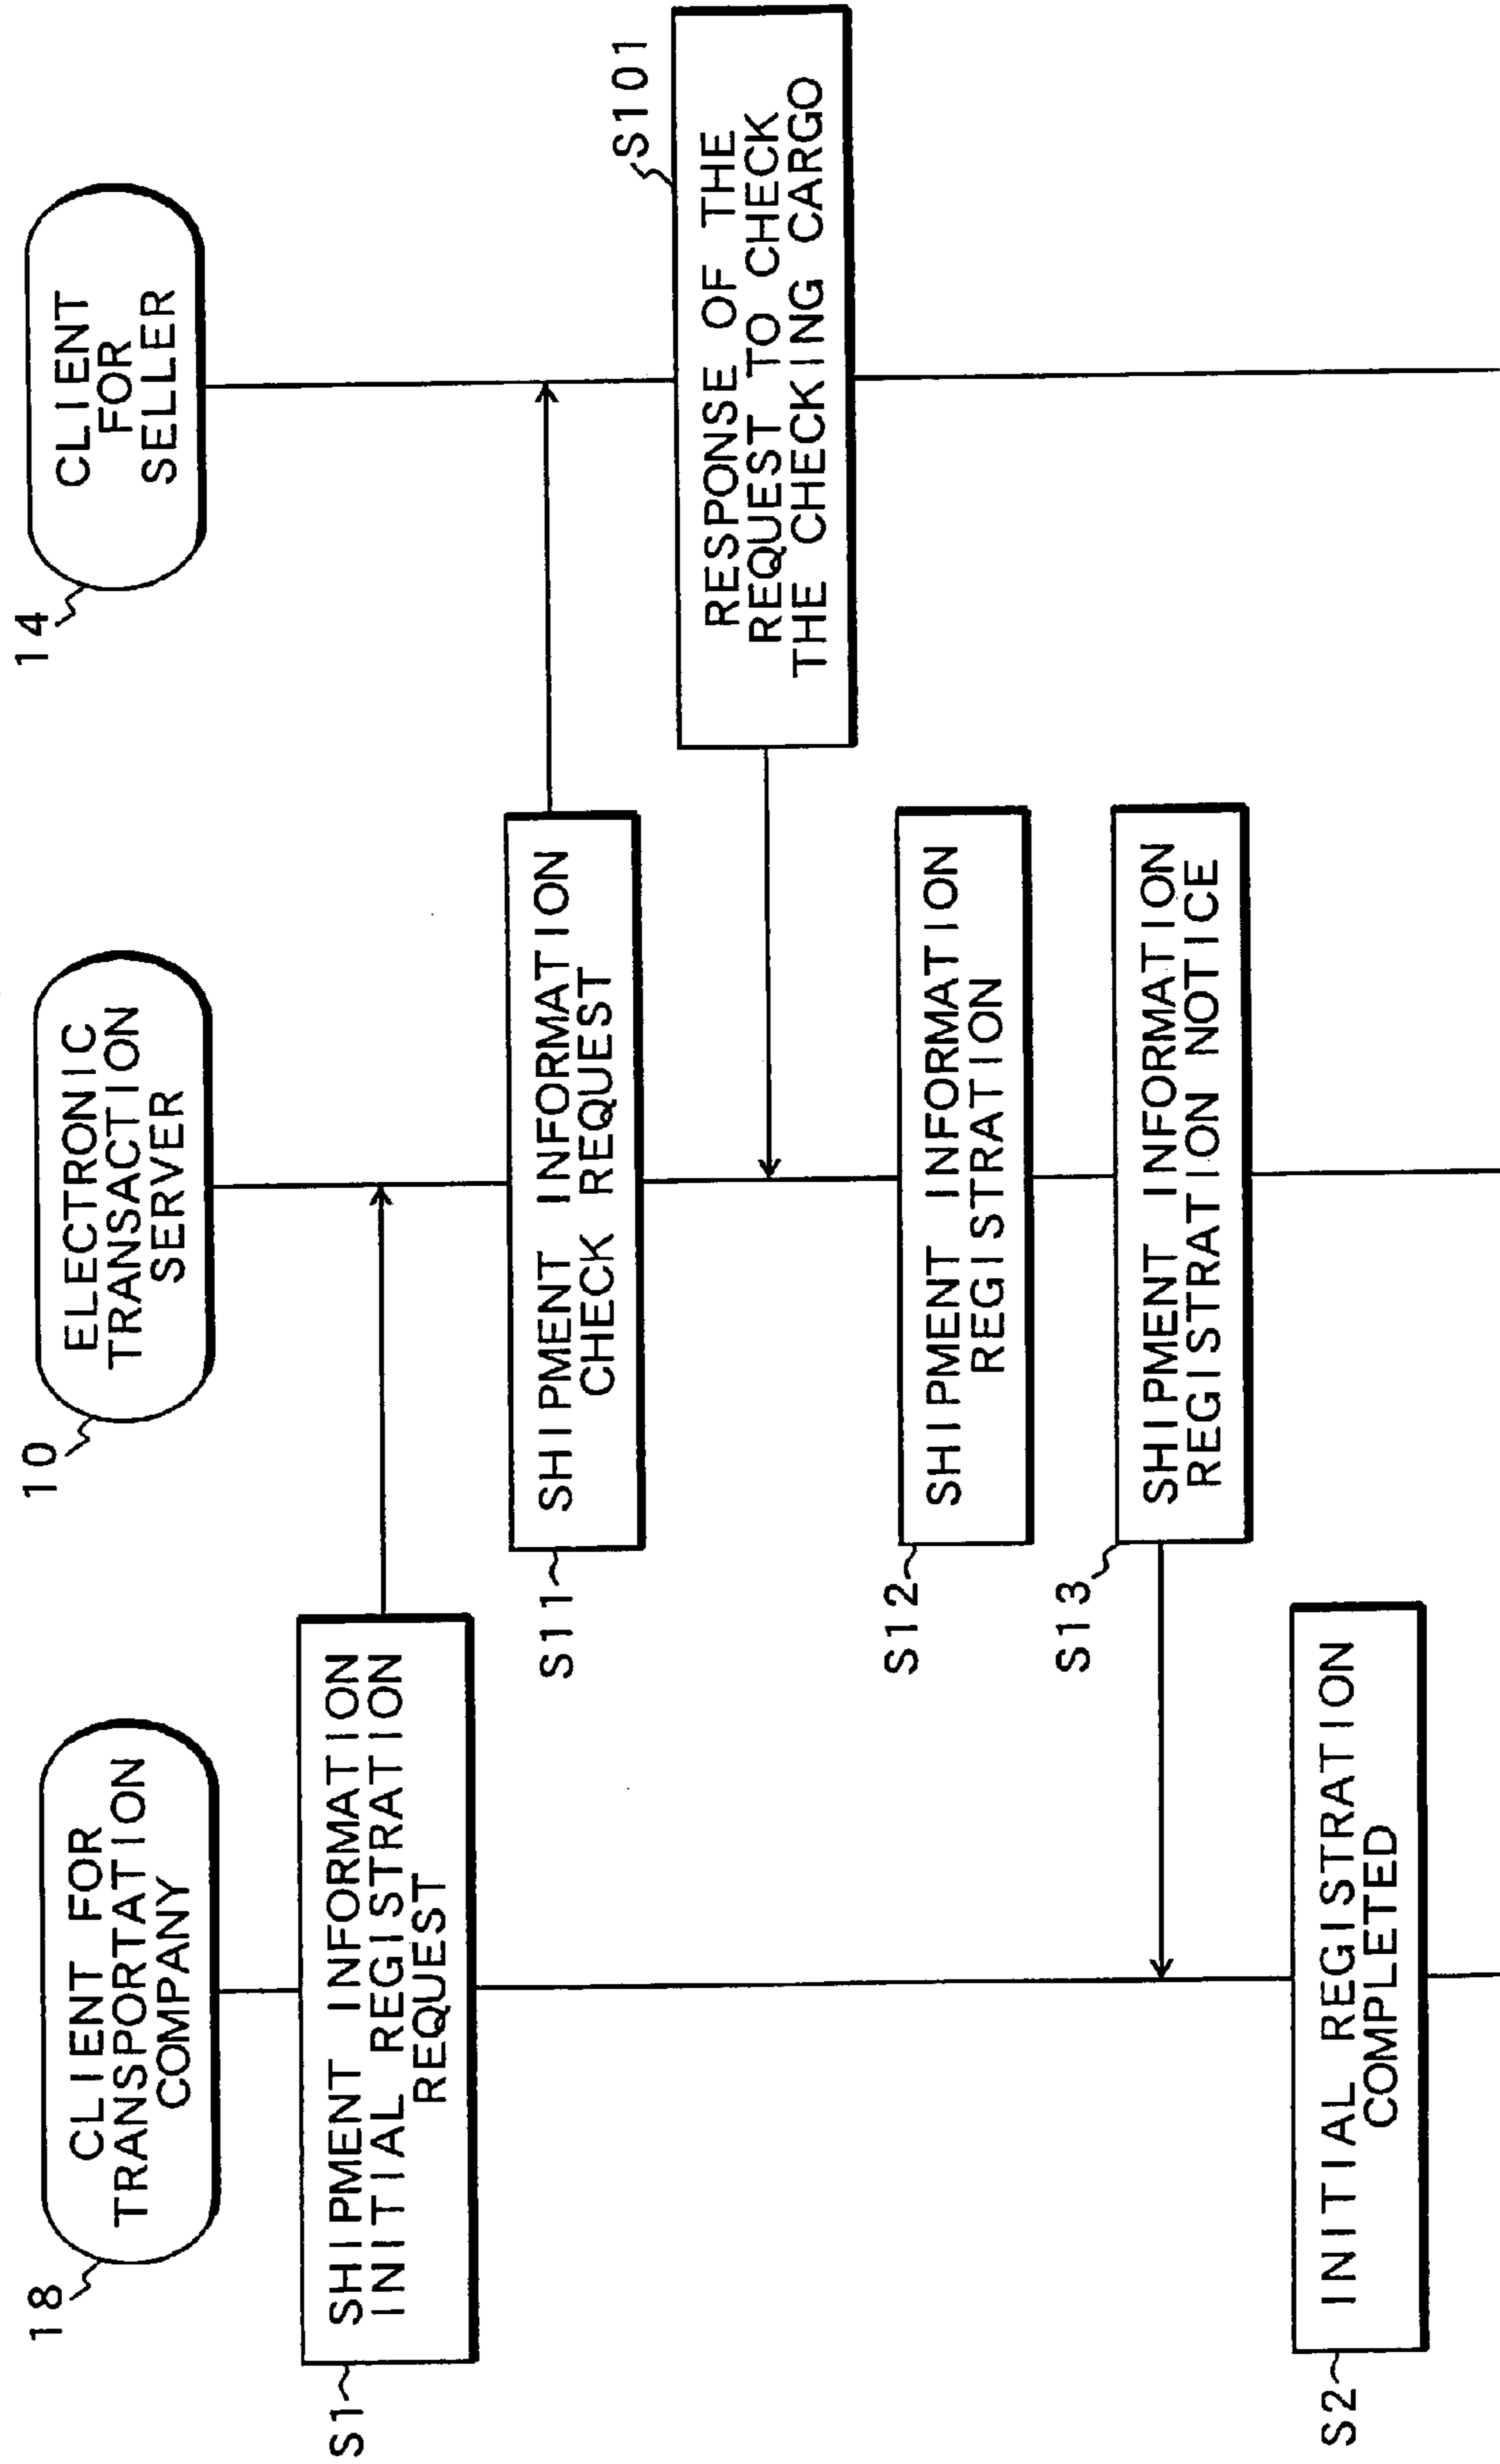 18
CLIENT FOR
TRANSPORTATION
COMPANY
10
ELECTRONIC
TRANSACTION
SERVER
14
CLIENT
FOR
SELLER
S1
SHIPMENT INFORMATION
INITIAL REGISTRATION
REQUEST
S11
SHIPMENT INFORMATION
CHECK REQUEST
S101
RESPONSE OF THE
REQUEST TO CHECK
THE CHECKING CARGO
S12
SHIPMENT INFORMATION
REGISTRATION
S13
SHIPMENT INFORMATION
REGISTRATION NOTICE
S2
INITIAL REGISTRATION
COMPLETED